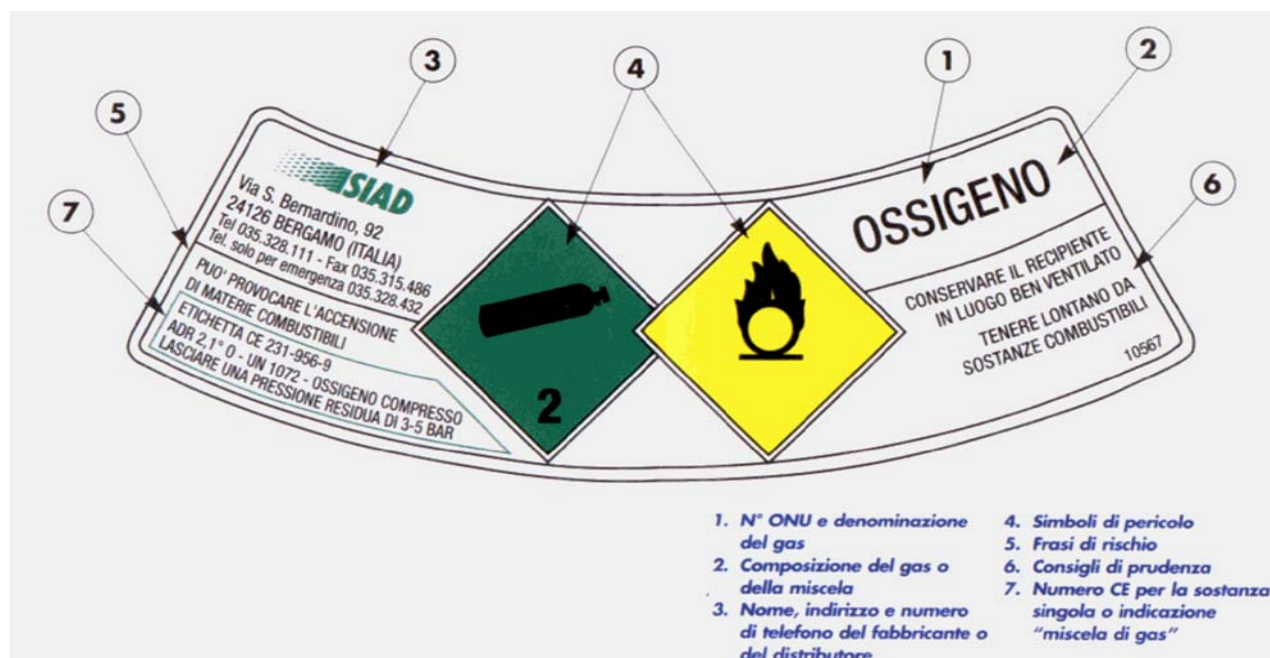 3
4
1
2
5
6
7
SIAD
Via S. Bernardino, 92
24126 BERGAMO (ITALIA)
Tel 035.328.111 - Fax 035.315.486
Tel. solo per emergenza 035.328.432
PUO' PROVOCARE L'ACCENSIONE
DI MATERIE COMBUSTIBILI
ETICHETTA CE 231-956-9
ADR 2,1° O - UN 1072 - OSSIGENO COMPRESSO
LASCIARE UNA PRESSIONE RESIDUA DI 3-5 BAR
2
OSSIGENO
CONSERVARE IL RECIPIENTE
IN LUOGO BEN VENTILATO
TENERE LONTANO DA
SOSTANZE COMBUSTIBILI
10567
1. N° ONU e denominazione
del gas
2. Composizione del gas o
della miscela
3. Nome, indirizzo e numero
di telefono del fabbricante o
del distributore
4. Simboli di pericolo
5. Frasi di rischio
6. Consigli di prudenza
7. Numero CE per la sostanza
singola o indicazione
"miscela di gas"